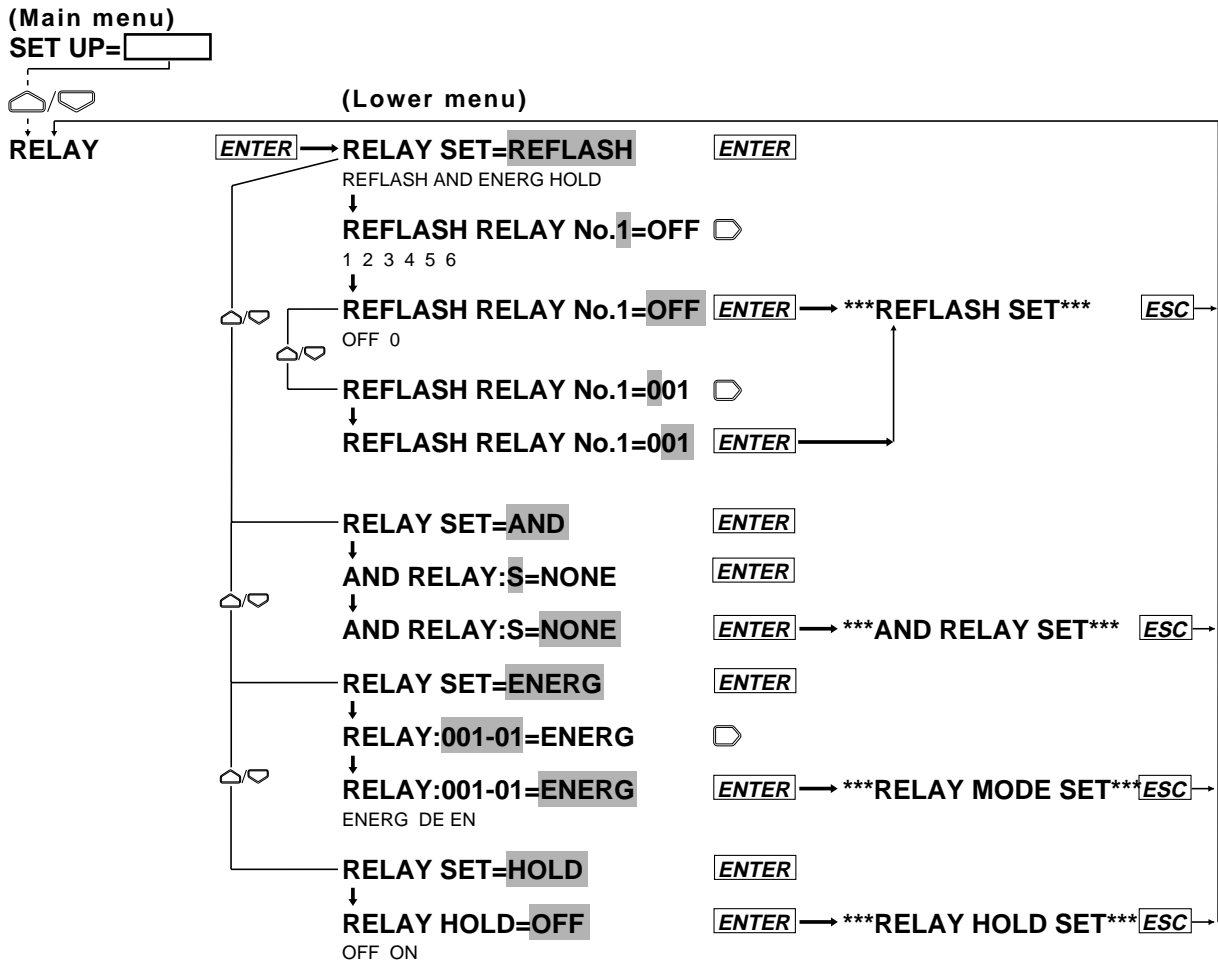 (Main menu)
SET UP=
/
(Lower menu)
RELAY ENTER RELAY SET=REFLASH ENTER
REFLASH AND ENERG HOLD
REFLASH RELAY No.1=OFF
1 2 3 4 5 6
/ REFLASH RELAY No.1=OFF ENTER ***REFLASH SET*** ESC
OFF 0
/
REFLASH RELAY No.1=001
REFLASH RELAY No.1=001 ENTER
RELAY SET=AND ENTER
AND RELAY:S=NONE ENTER
/
AND RELAY:S=NONE ENTER ***AND RELAY SET*** ESC
RELAY SET=ENERG ENTER
RELAY:001-01=ENERG
/
RELAY:001-01=ENERG ENTER ***RELAY MODE SET*** ESC
ENERG DE EN
RELAY SET=HOLD ENTER
RELAY HOLD=OFF ENTER ***RELAY HOLD SET*** ESC
OFF ON